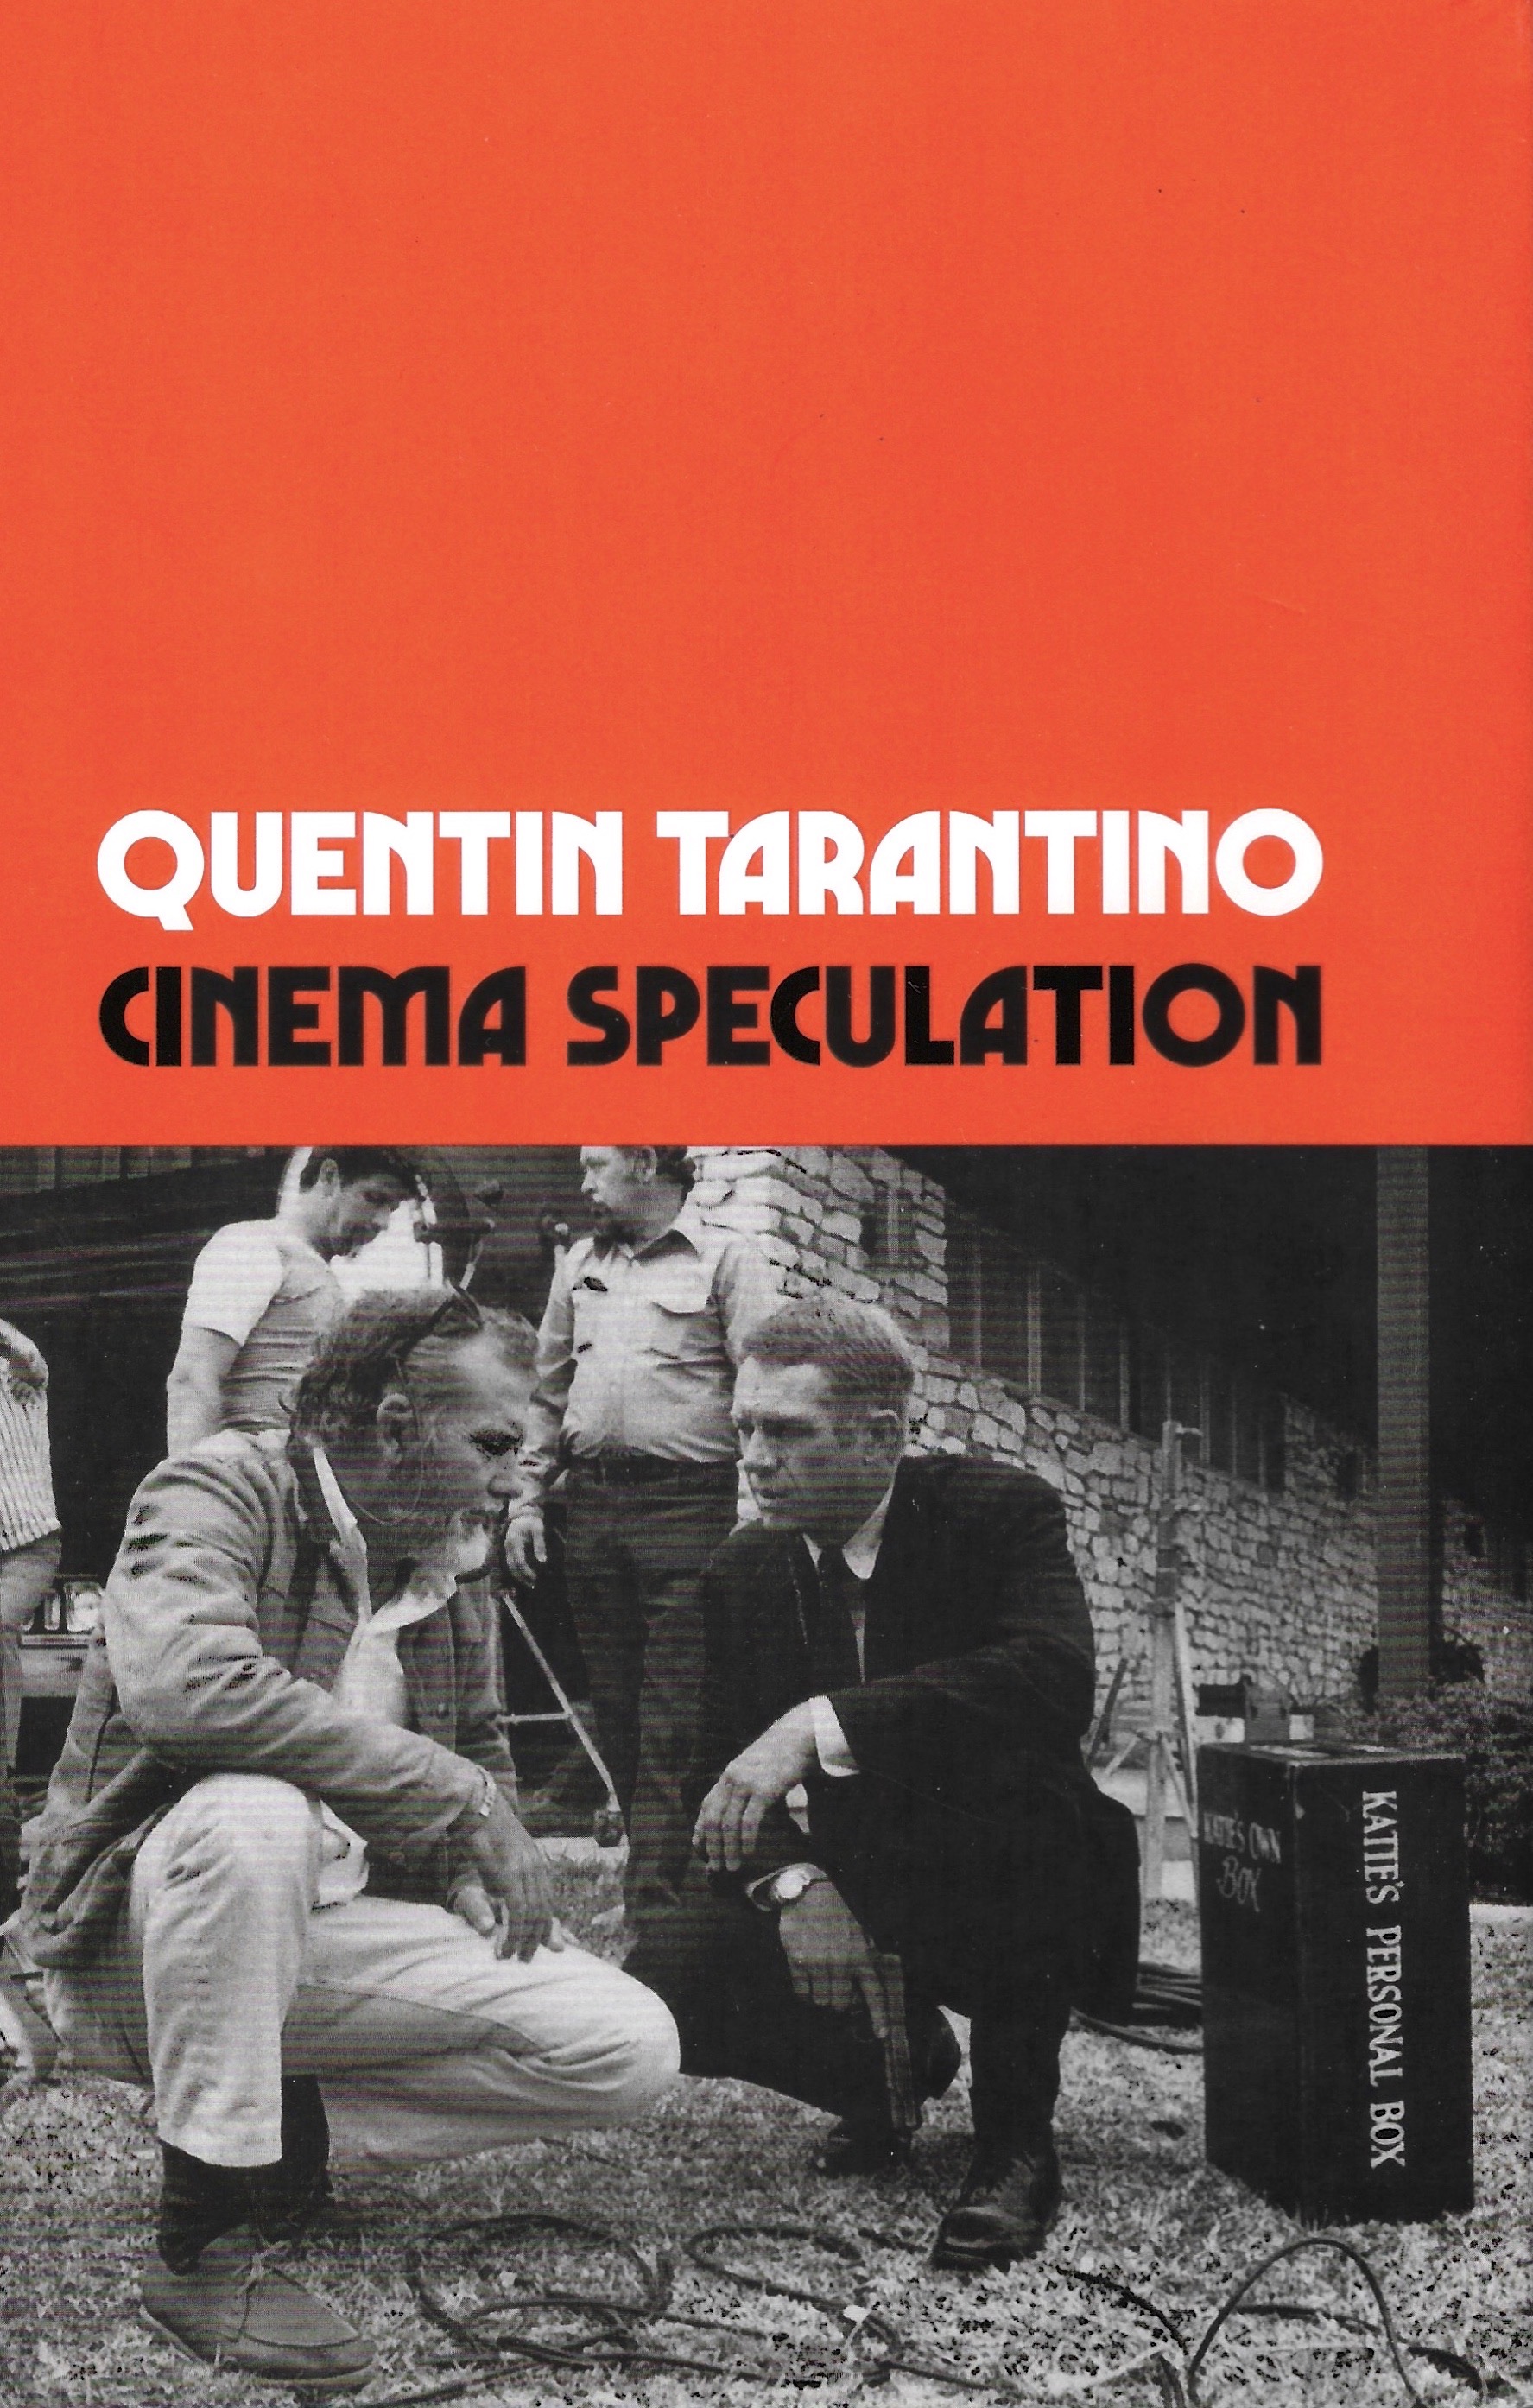 QUENTIN TARANTINO
CINEMA SPECULATION
KATIE'S OWN
BOX
KATIE'S PERSONAL BOX